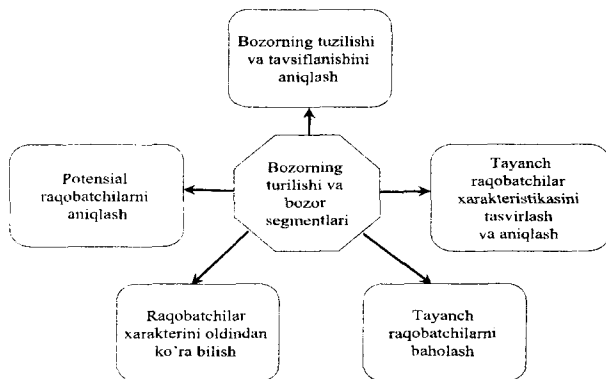 Bozorning tuzilishi
va tavsiflanishini
aniqlash
Potensial
raqobatchilarni
aniqlash
Bozorning
turilishi va
bozor
segmentlari
Tayanch
raqobatchilar
xarakteristikasini
tasvirlash
va aniqlash
Raqobatchilar
xarakterini oldindan
ko'ra bilish
Tayanch
raqobatchilarni
baholash